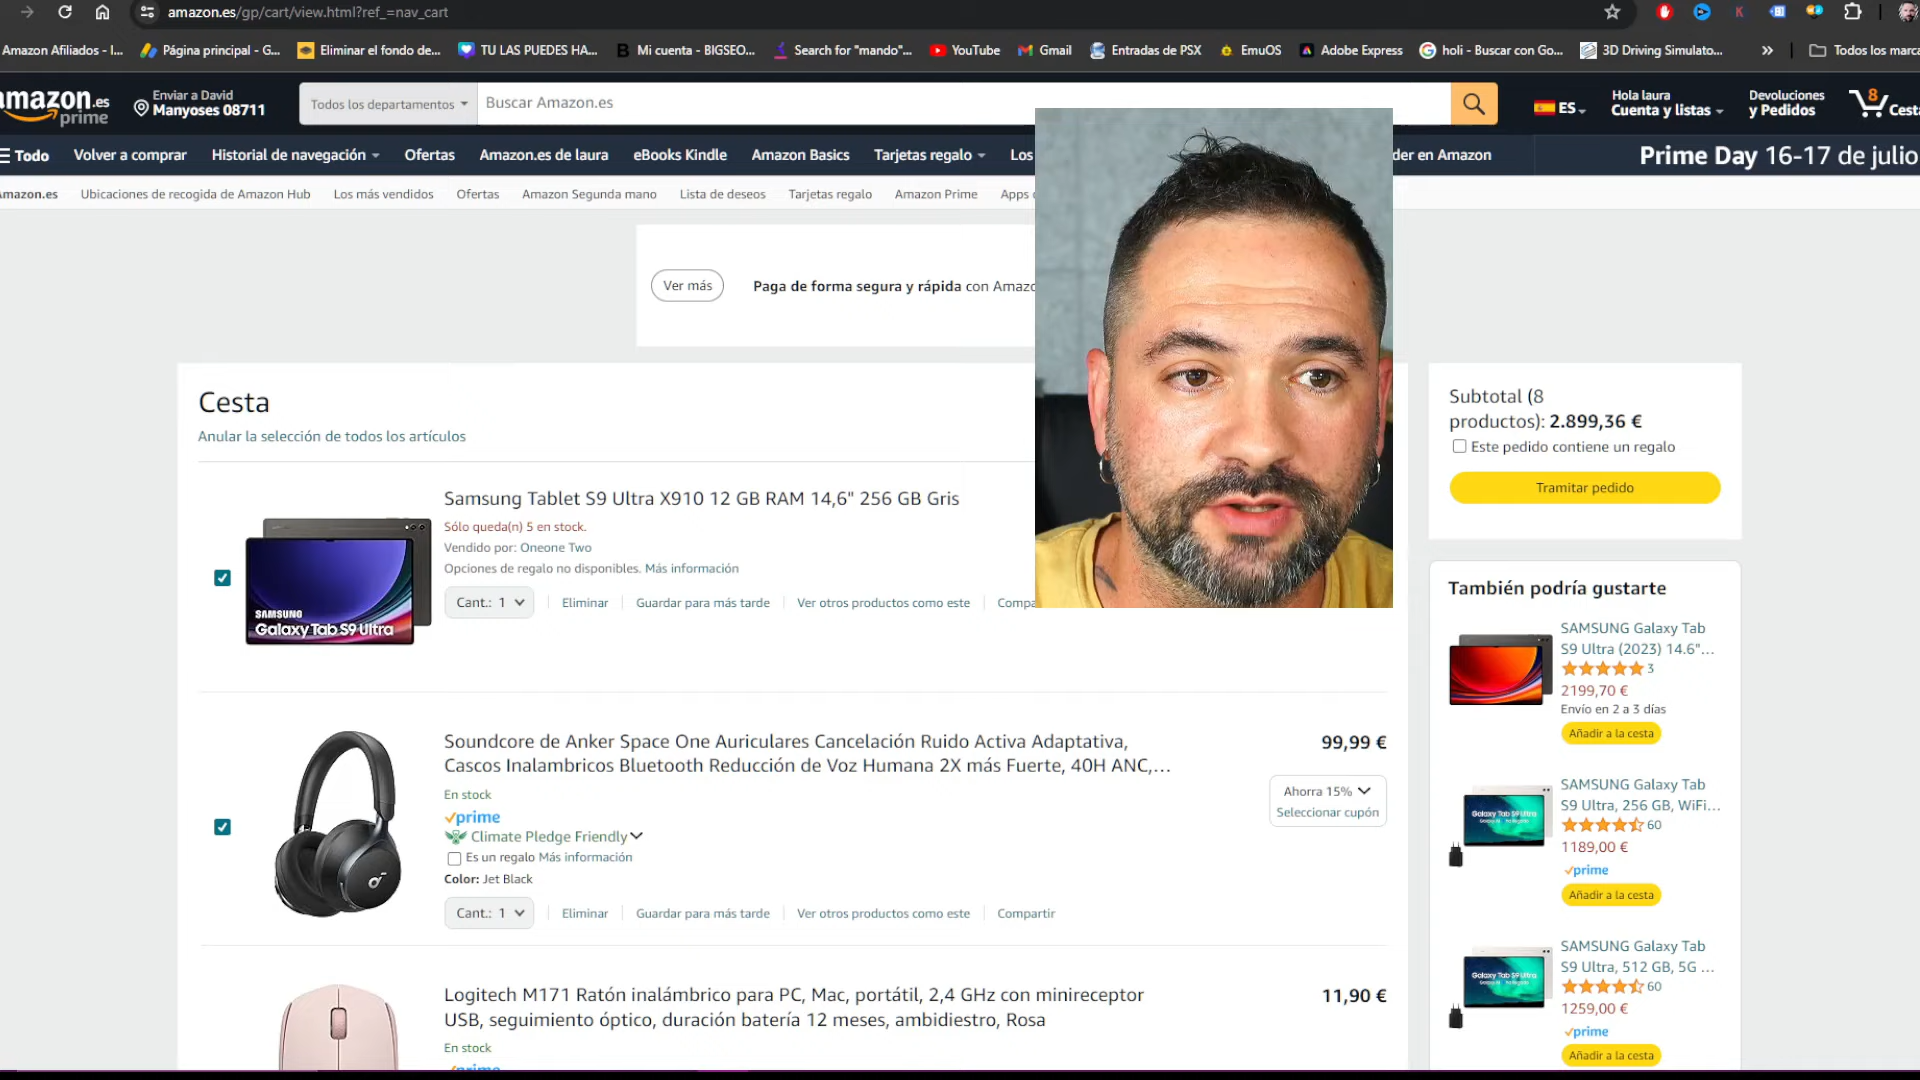 amazon.es/gp/cart/view.html?ref_=nav_cart
Amazon Afiliados - I...
Página principal - G...
Eliminar el fondo de...
TU LAS PUEDES HA...
Mi cuenta - BIGSEO...
Search for "mando"...
YouTube
Gmail
Entradas de PSX
EmuOS
Adobe Express
holi - Buscar con Go...
3D Driving Simulato...
»
Todos los marca
amazon.es
prime
Enviar a David
Manyoses 08711
Todos los departamentos
Buscar Amazon.es
ES
Hola laura
Cuenta y listas
Devoluciones
y Pedidos
8
Cest
Todo
Volver a comprar
Historial de navegación
Ofertas
Amazon.es de laura
eBooks Kindle
Amazon Basics
Tarjetas regalo
Los
der en Amazon
Prime Day 16-17 de julio
mazon.es
Ubicaciones de recogida de Amazon Hub
Los más vendidos
Ofertas
Amazon Segunda mano
Lista de deseos
Tarjetas regalo
Amazon Prime
Apps
Ver más
Paga de forma segura y rápida con Amazo
Cesta
Anular la selección de todos los artículos
Samsung Tablet S9 Ultra X910 12 GB RAM 14,6" 256 GB Gris
Sólo queda(n) 5 en stock.
Vendido por: Oneone Two
Opciones de regalo no disponibles. Más información
Cant.: 1
Eliminar
Guardar para más tarde
Ver otros productos como este
Compa
SAMSUNG
Galaxy Tab S9 Ultra
Soundcore de Anker Space One Auriculares Cancelación Ruido Activa Adaptativa,
Cascos Inalambricos Bluetooth Reducción de Voz Humana 2X más Fuerte, 40H ANC,...
99,99 €
Ahorra 15%
Seleccionar cupón
En stock
prime
Climate Pledge Friendly
Es un regalo Más información
Color: Jet Black
Cant.: 1
Eliminar
Guardar para más tarde
Ver otros productos como este
Compartir
Logitech M171 Ratón inalámbrico para PC, Mac, portátil, 2,4 GHz con minireceptor
USB, seguimiento óptico, duración batería 12 meses, ambidiestro, Rosa
11,90 €
En stock
prime
Subtotal (8
productos): 2.899,36 €
Este pedido contiene un regalo
Tramitar pedido
También podría gustarte
SAMSUNG Galaxy Tab
S9 Ultra (2023) 14.6"...
3
2199,70 €
Envío en 2 a 3 días
Añadir a la cesta
SAMSUNG Galaxy Tab
S9 Ultra, 256 GB, WiFi...
60
1189,00 €
prime
Añadir a la cesta
SAMSUNG Galaxy Tab
S9 Ultra, 512 GB, 5G ...
60
1259,00 €
prime
Añadir a la cesta